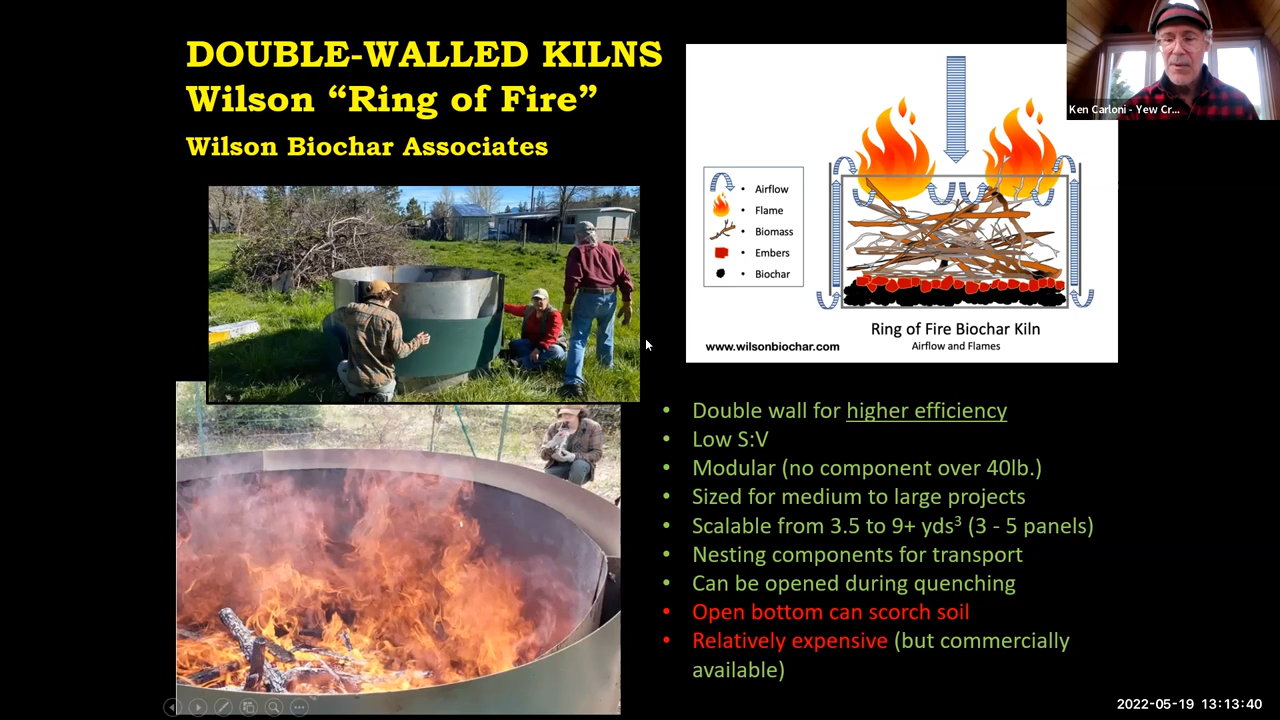 DOUBLE-WALLED KILNS
Wilson “Ring of Fire”
Wilson Biochar Associates
Ken Carloni - Yew Cr...
• Airflow
• Flame
• Biomass
• Embers
• Biochar
Ring of Fire Biochar Kiln
www.wilsonbiochar.com
Airflow and Flames
• Double wall for higher efficiency
• Low S:V
• Modular (no component over 40lb.)
• Sized for medium to large projects
• Scalable from 3.5 to 9+ yds³ (3 - 5 panels)
• Nesting components for transport
• Can be opened during quenching
• Open bottom can scorch soil
• Relatively expensive (but commercially
available)
2022-05-19 13:13:40